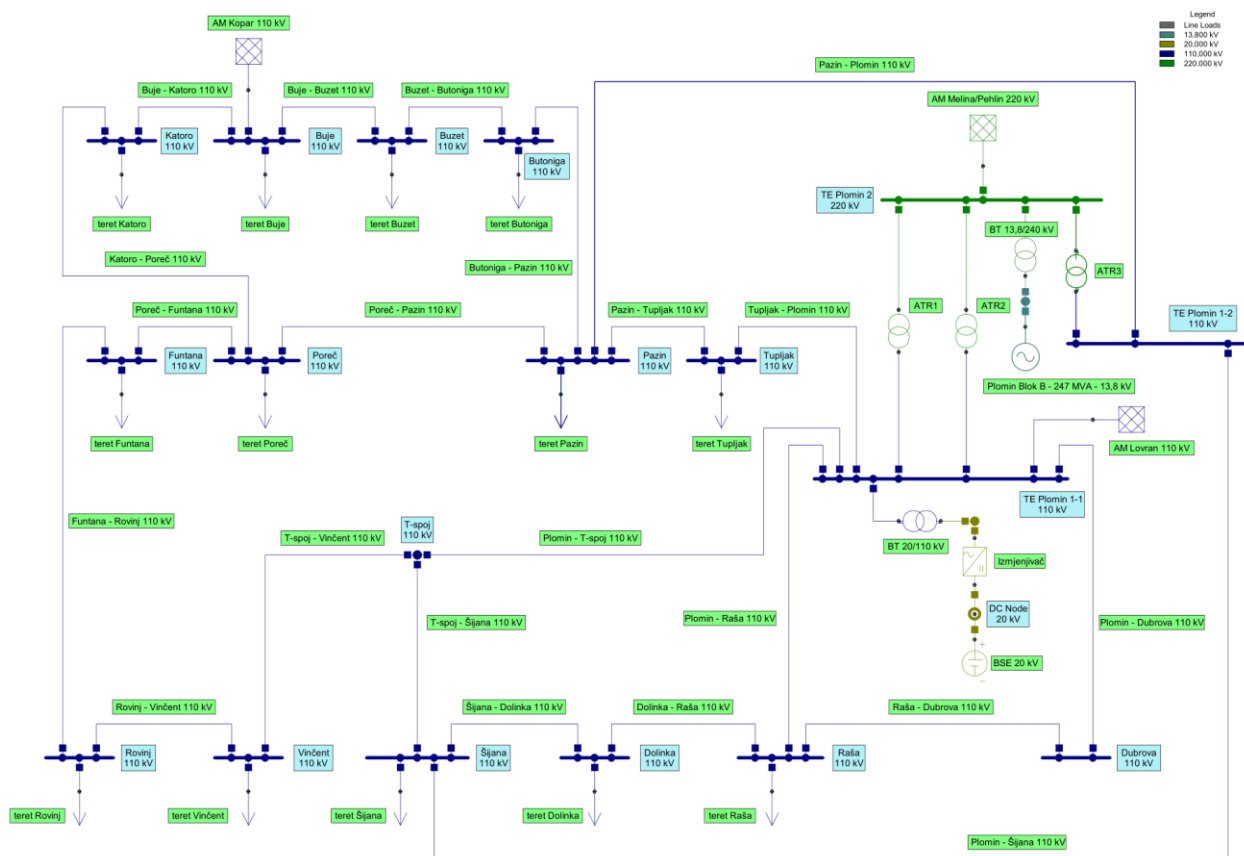 Legend
Line Loads
13,800 kV
20,000 kV
110,000 kV
220,000 kV
AM Kopar 110 kV
Pazin - Plomin 110 kV
Buje - Katoro 110 kV
Buje - Buzet 110 kV
Buzet - Butoniga 110 kV
AM Melina/Pehlin 220 kV
Katoro
110 kV
Buje
110 kV
Buzet
110 kV
Butoniga
110 kV
TE Plomin 2
220 kV
teret Katoro
teret Buje
teret Buzet
teret Butoniga
BT 13,8/240 kV
Katoro - Poreč 110 kV
Butoniga - Pazin 110 kV
ATR3
Poreč - Funtana 110 kV
Poreč - Pazin 110 kV
Pazin - Tupljak 110 kV
Tupljak - Plomin 110 kV
ATR1
ATR2
TE Plomin 1-2
110 kV
Funtana
110 kV
Poreč
110 kV
Pazin
110 kV
Tupljak
110 kV
Plomin Blok B - 247 MVA - 13,8 kV
teret Funtana
teret Poreč
teret Pazin
teret Tupljak
AM Lovran 110 kV
TE Plomin 1-1
110 kV
Funtana - Rovinj 110 kV
T-spoj
110 kV
T-spoj - Vinčent 110 kV
Plomin - T-spoj 110 kV
BT 20/110 kV
Izmjenjivač
DC Node
20 kV
Plomin - Raša 110 kV
T-spoj - Šijana 110 kV
Plomin - Dubrova 110 kV
BSE 20 kV
+
−
Rovinj - Vinčent 110 kV
Šijana - Dolinka 110 kV
Dolinka - Raša 110 kV
Raša - Dubrova 110 kV
Rovinj
110 kV
Vinčent
110 kV
Šijana
110 kV
Dolinka
110 kV
Raša
110 kV
Dubrova
110 kV
teret Rovinj
teret Vinčent
teret Šijana
teret Dolinka
teret Raša
Plomin - Šijana 110 kV